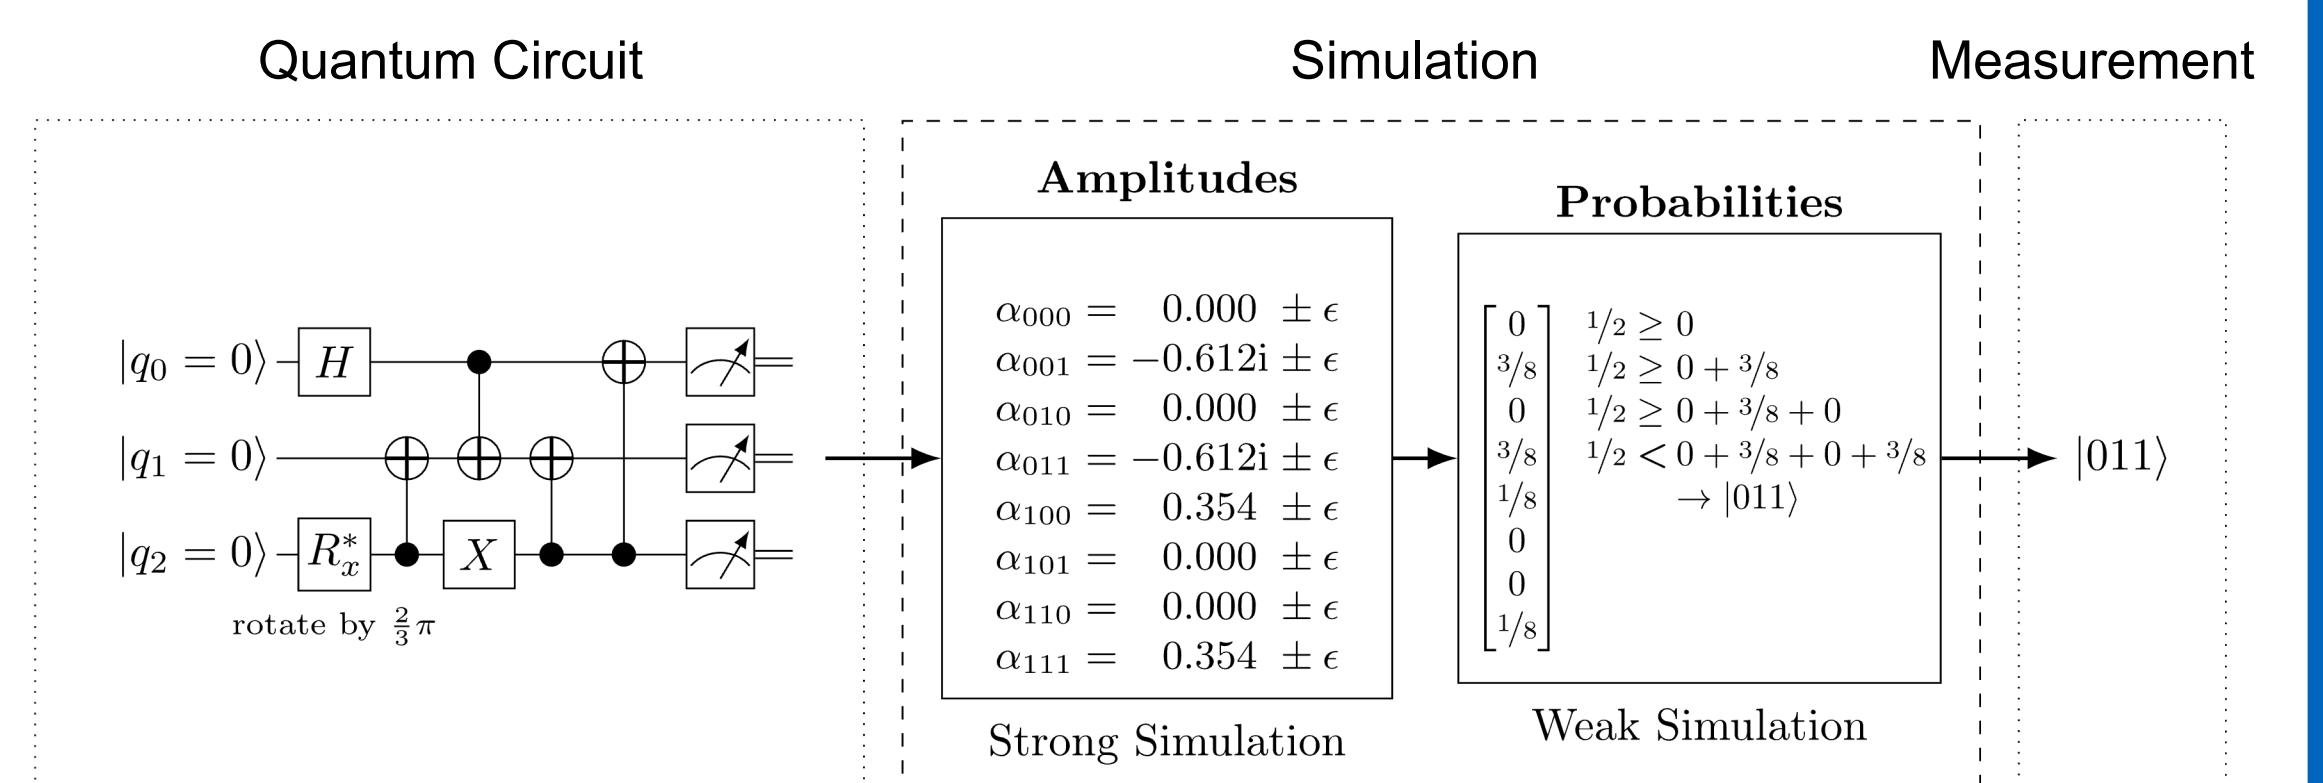 Quantum Circuit
|q₀ = 0⟩ H
|q₁ = 0⟩
|q₂ = 0⟩ Rₓ* X
rotate by 2/3 π
Simulation
Amplitudes
α₀₀₀ = 0.000 ± ϵ
α₀₀₁ = −0.612i ± ϵ
α₀₁₀ = 0.000 ± ϵ
α₀₁₁ = −0.612i ± ϵ
α₁₀₀ = 0.354 ± ϵ
α₁₀₁ = 0.000 ± ϵ
α₁₁₀ = 0.000 ± ϵ
α₁₁₁ = 0.354 ± ϵ
Strong Simulation
Probabilities
0
3/8
0
3/8
1/8
0
0
1/8
1/2 ≥ 0
1/2 ≥ 0 + 3/8
1/2 ≥ 0 + 3/8 + 0
1/2 < 0 + 3/8 + 0 + 3/8
→ |011⟩
Weak Simulation
Measurement
|011⟩